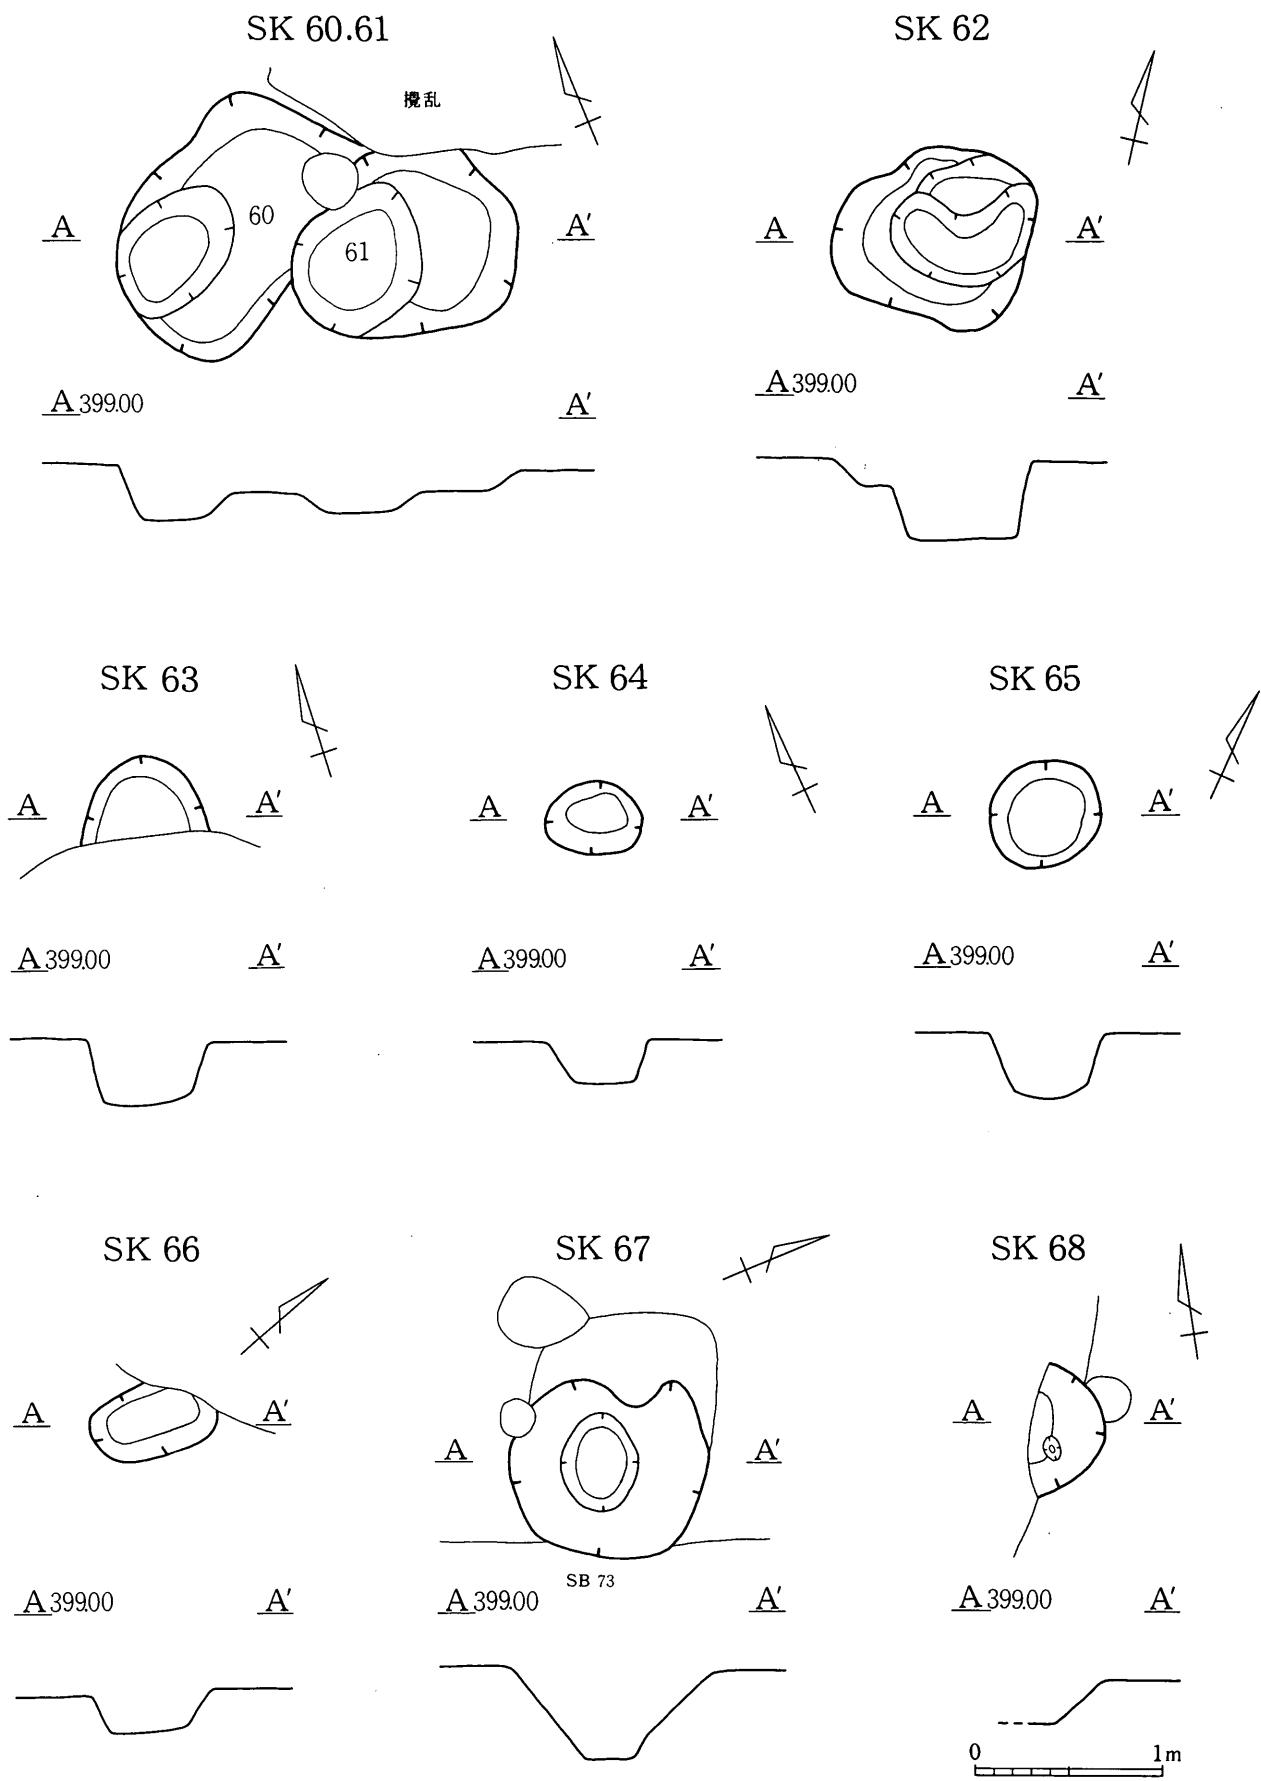 SK 60.61
SK 62
攪乱
60
61
A A'
A A'
A 399.00 A'
A 399.00 A'
SK 63
SK 64
SK 65
A A'
A A'
A A'
A 399.00 A'
A 399.00 A'
A 399.00 A'
SK 66
SK 67
SK 68
A A'
A A'
A A'
SB 73
A 399.00 A'
A 399.00 A'
A 399.00 A'
0 1m